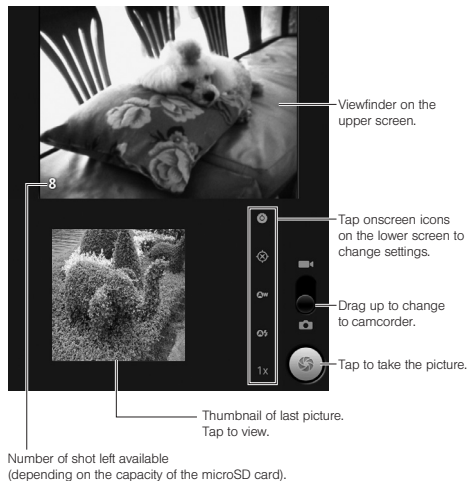 Viewfinder on the
upper screen.
8
Tap onscreen icons
on the lower screen to
change settings.
Drag up to change
to camcorder.
1x
Tap to take the picture.
Thumbnail of last picture.
Tap to view.
Number of shot left available
(depending on the capacity of the microSD card).